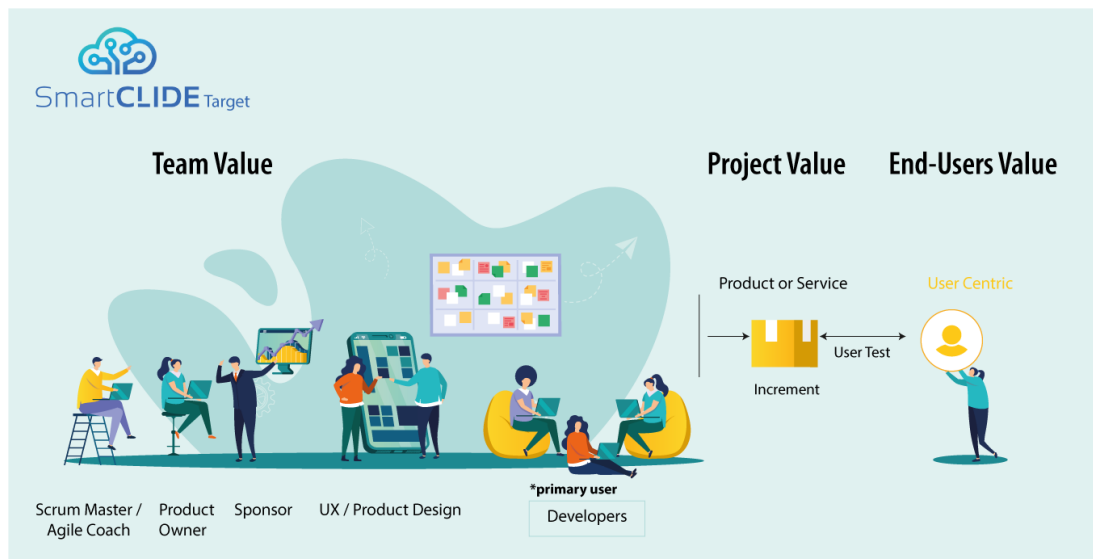 SmartCLIDE Target
Team Value
Project Value
End-Users Value
Product or Service
User Centric
User Test
Increment
Scrum Master /
Agile Coach
Product
Owner
Sponsor
UX / Product Design
*primary user
Developers